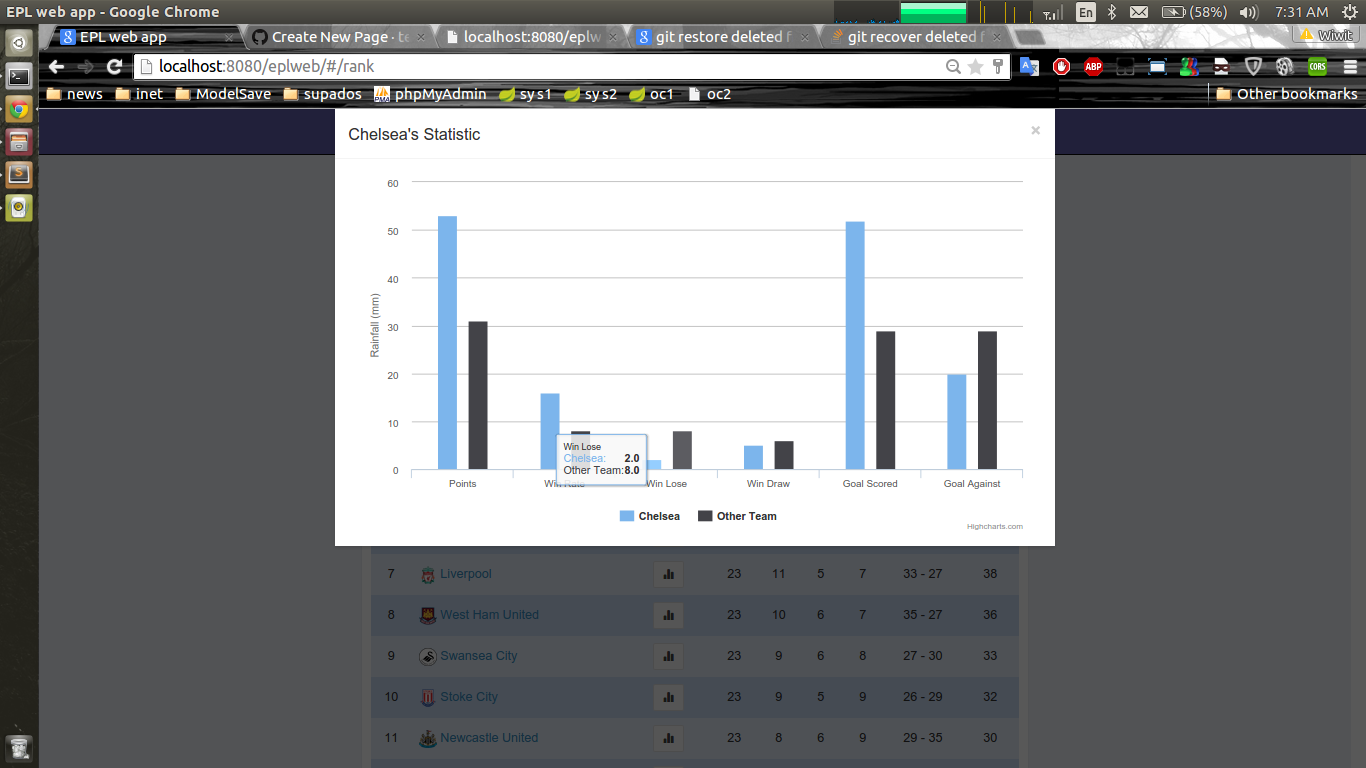 EPL web app - Google Chrome
En (58%) 7:31 AM
EPL web app Create New Page · te localhost:8080/eplw git restore deleted f git recover deleted f Wiwit
localhost:8080/eplweb/#/rank ABP CORS
news inet ModelSave supados phpMyAdmin sys1 sys2 oc1 oc2 Other bookmarks
Chelsea's Statistic ×
60
50
40
30
20
10
0
Rainfall (mm)
Win Lose
Chelsea: 2.0
Other Team: 8.0
Points Win Rate Win Lose Win Draw Goal Scored Goal Against
Chelsea Other Team
Highcharts.com
7 Liverpool 23 11 5 7 33 - 27 38
8 West Ham United 23 10 6 7 35 - 27 36
9 Swansea City 23 9 6 8 27 - 30 33
10 Stoke City 23 9 5 9 26 - 29 32
11 Newcastle United 23 8 6 9 29 - 35 30